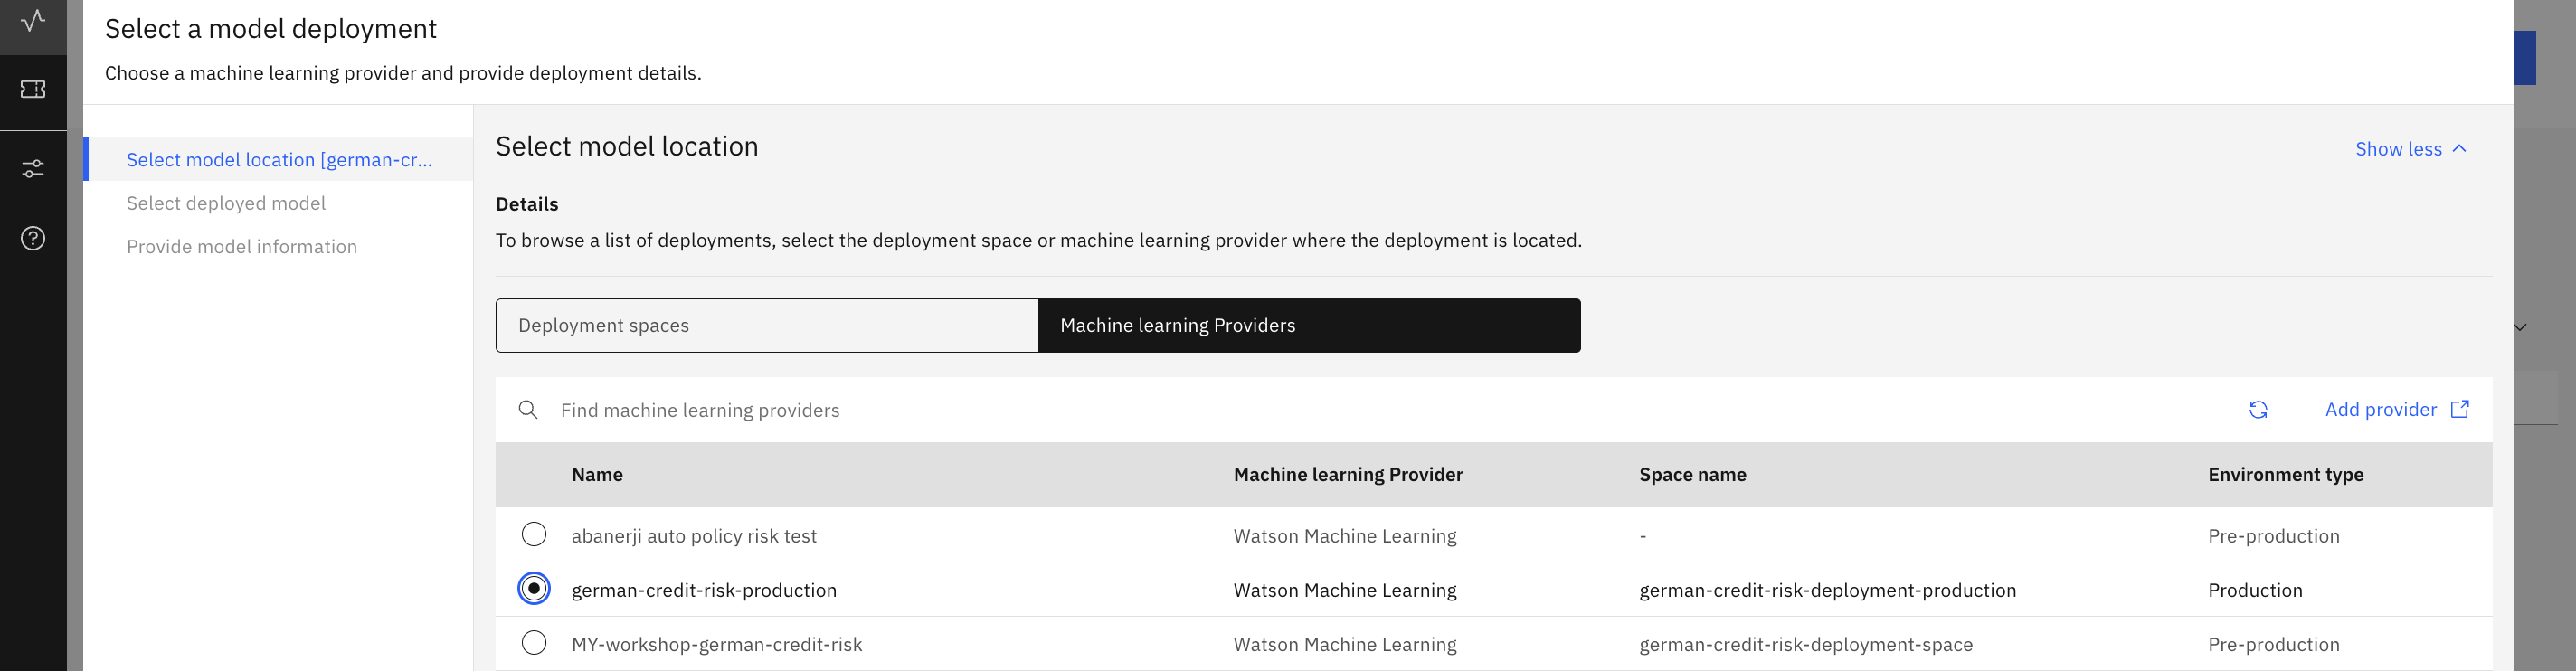 Select a model deployment
Choose a machine learning provider and provide deployment details.
Select model location [german-cr...
Select deployed model
Provide model information
Select model location
Show less
Details
To browse a list of deployments, select the deployment space or machine learning provider where the deployment is located.
Deployment spaces
Machine learning Providers
Find machine learning providers
Add provider
Name Machine learning Provider Space name Environment type
abanerji auto policy risk test Watson Machine Learning - Pre-production
german-credit-risk-production Watson Machine Learning german-credit-risk-deployment-production Production
MY-workshop-german-credit-risk Watson Machine Learning german-credit-risk-deployment-space Pre-production